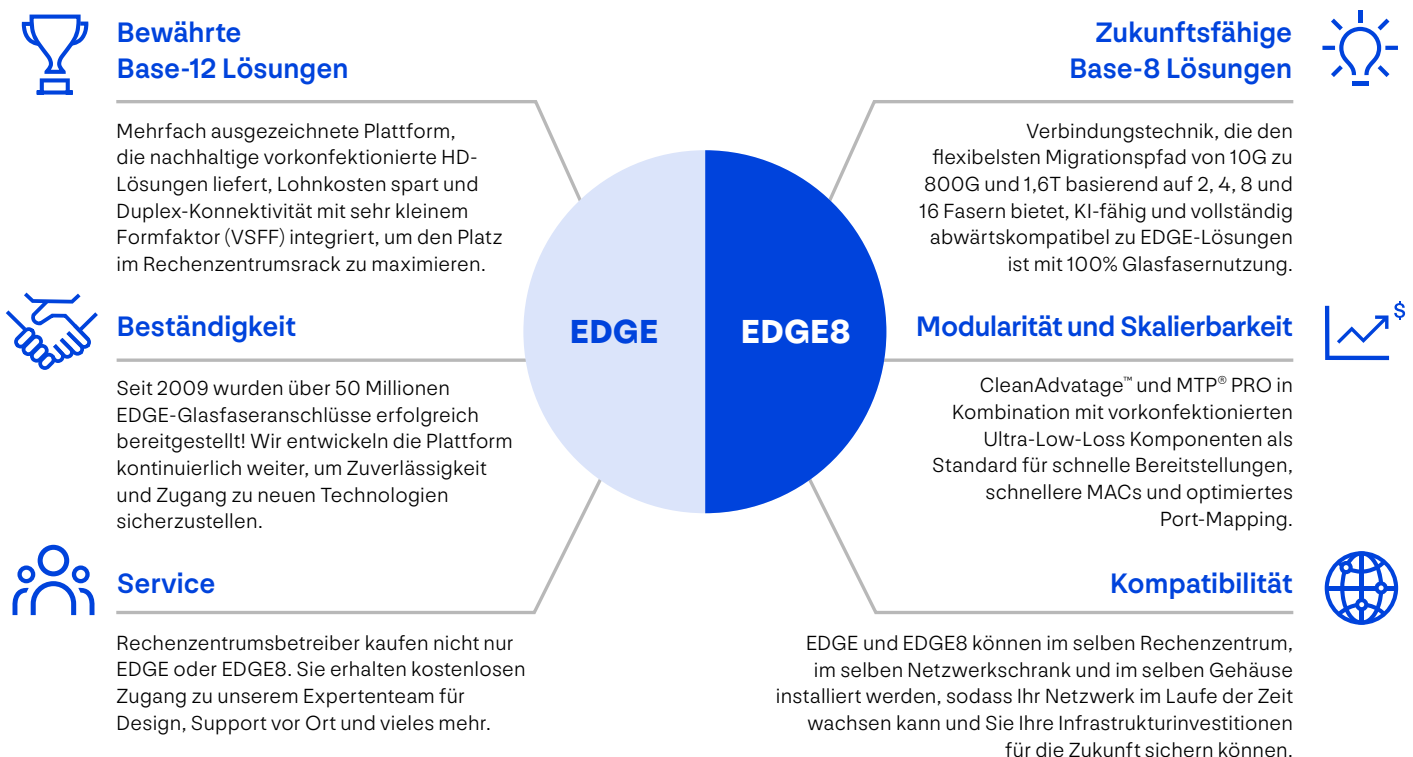 Bewährte
Base-12 Lösungen
Mehrfach ausgezeichnete Plattform,
die nachhaltige vorkonfektionierte HD-
Lösungen liefert, Lohnkosten spart und
Duplex-Konnektivität mit sehr kleinem
Formfaktor (VSFF) integriert, um den Platz
im Rechenzentrumsrack zu maximieren.
Beständigkeit
Seit 2009 wurden über 50 Millionen
EDGE-Glasfaseranschlüsse erfolgreich
bereitgestellt! Wir entwickeln die Plattform
kontinuierlich weiter, um Zuverlässigkeit
und Zugang zu neuen Technologien
sicherzustellen.
Service
Rechenzentrumsbetreiber kaufen nicht nur
EDGE oder EDGE8. Sie erhalten kostenlosen
Zugang zu unserem Expertenteam für
Design, Support vor Ort und vieles mehr.
EDGE
EDGE8
Zukunftsfähige
Base-8 Lösungen
Verbindungstechnik, die den
flexibelsten Migrationspfad von 10G zu
800G und 1,6T basierend auf 2, 4, 8 und
16 Fasern bietet, KI-fähig und vollständig
abwärtskompatibel zu EDGE-Lösungen
ist mit 100% Glasfasernutzung.
Modularität und Skalierbarkeit
$
CleanAdvatage™ und MTP® PRO in
Kombination mit vorkonfektionierten
Ultra-Low-Loss Komponenten als
Standard für schnelle Bereitstellungen,
schnellere MACs und optimiertes
Port-Mapping.
Kompatibilität
EDGE und EDGE8 können im selben Rechenzentrum,
im selben Netzwerkschrank und im selben Gehäuse
installiert werden, sodass Ihr Netzwerk im Laufe der Zeit
wachsen kann und Sie Ihre Infrastrukturinvestitionen
für die Zukunft sichern können.